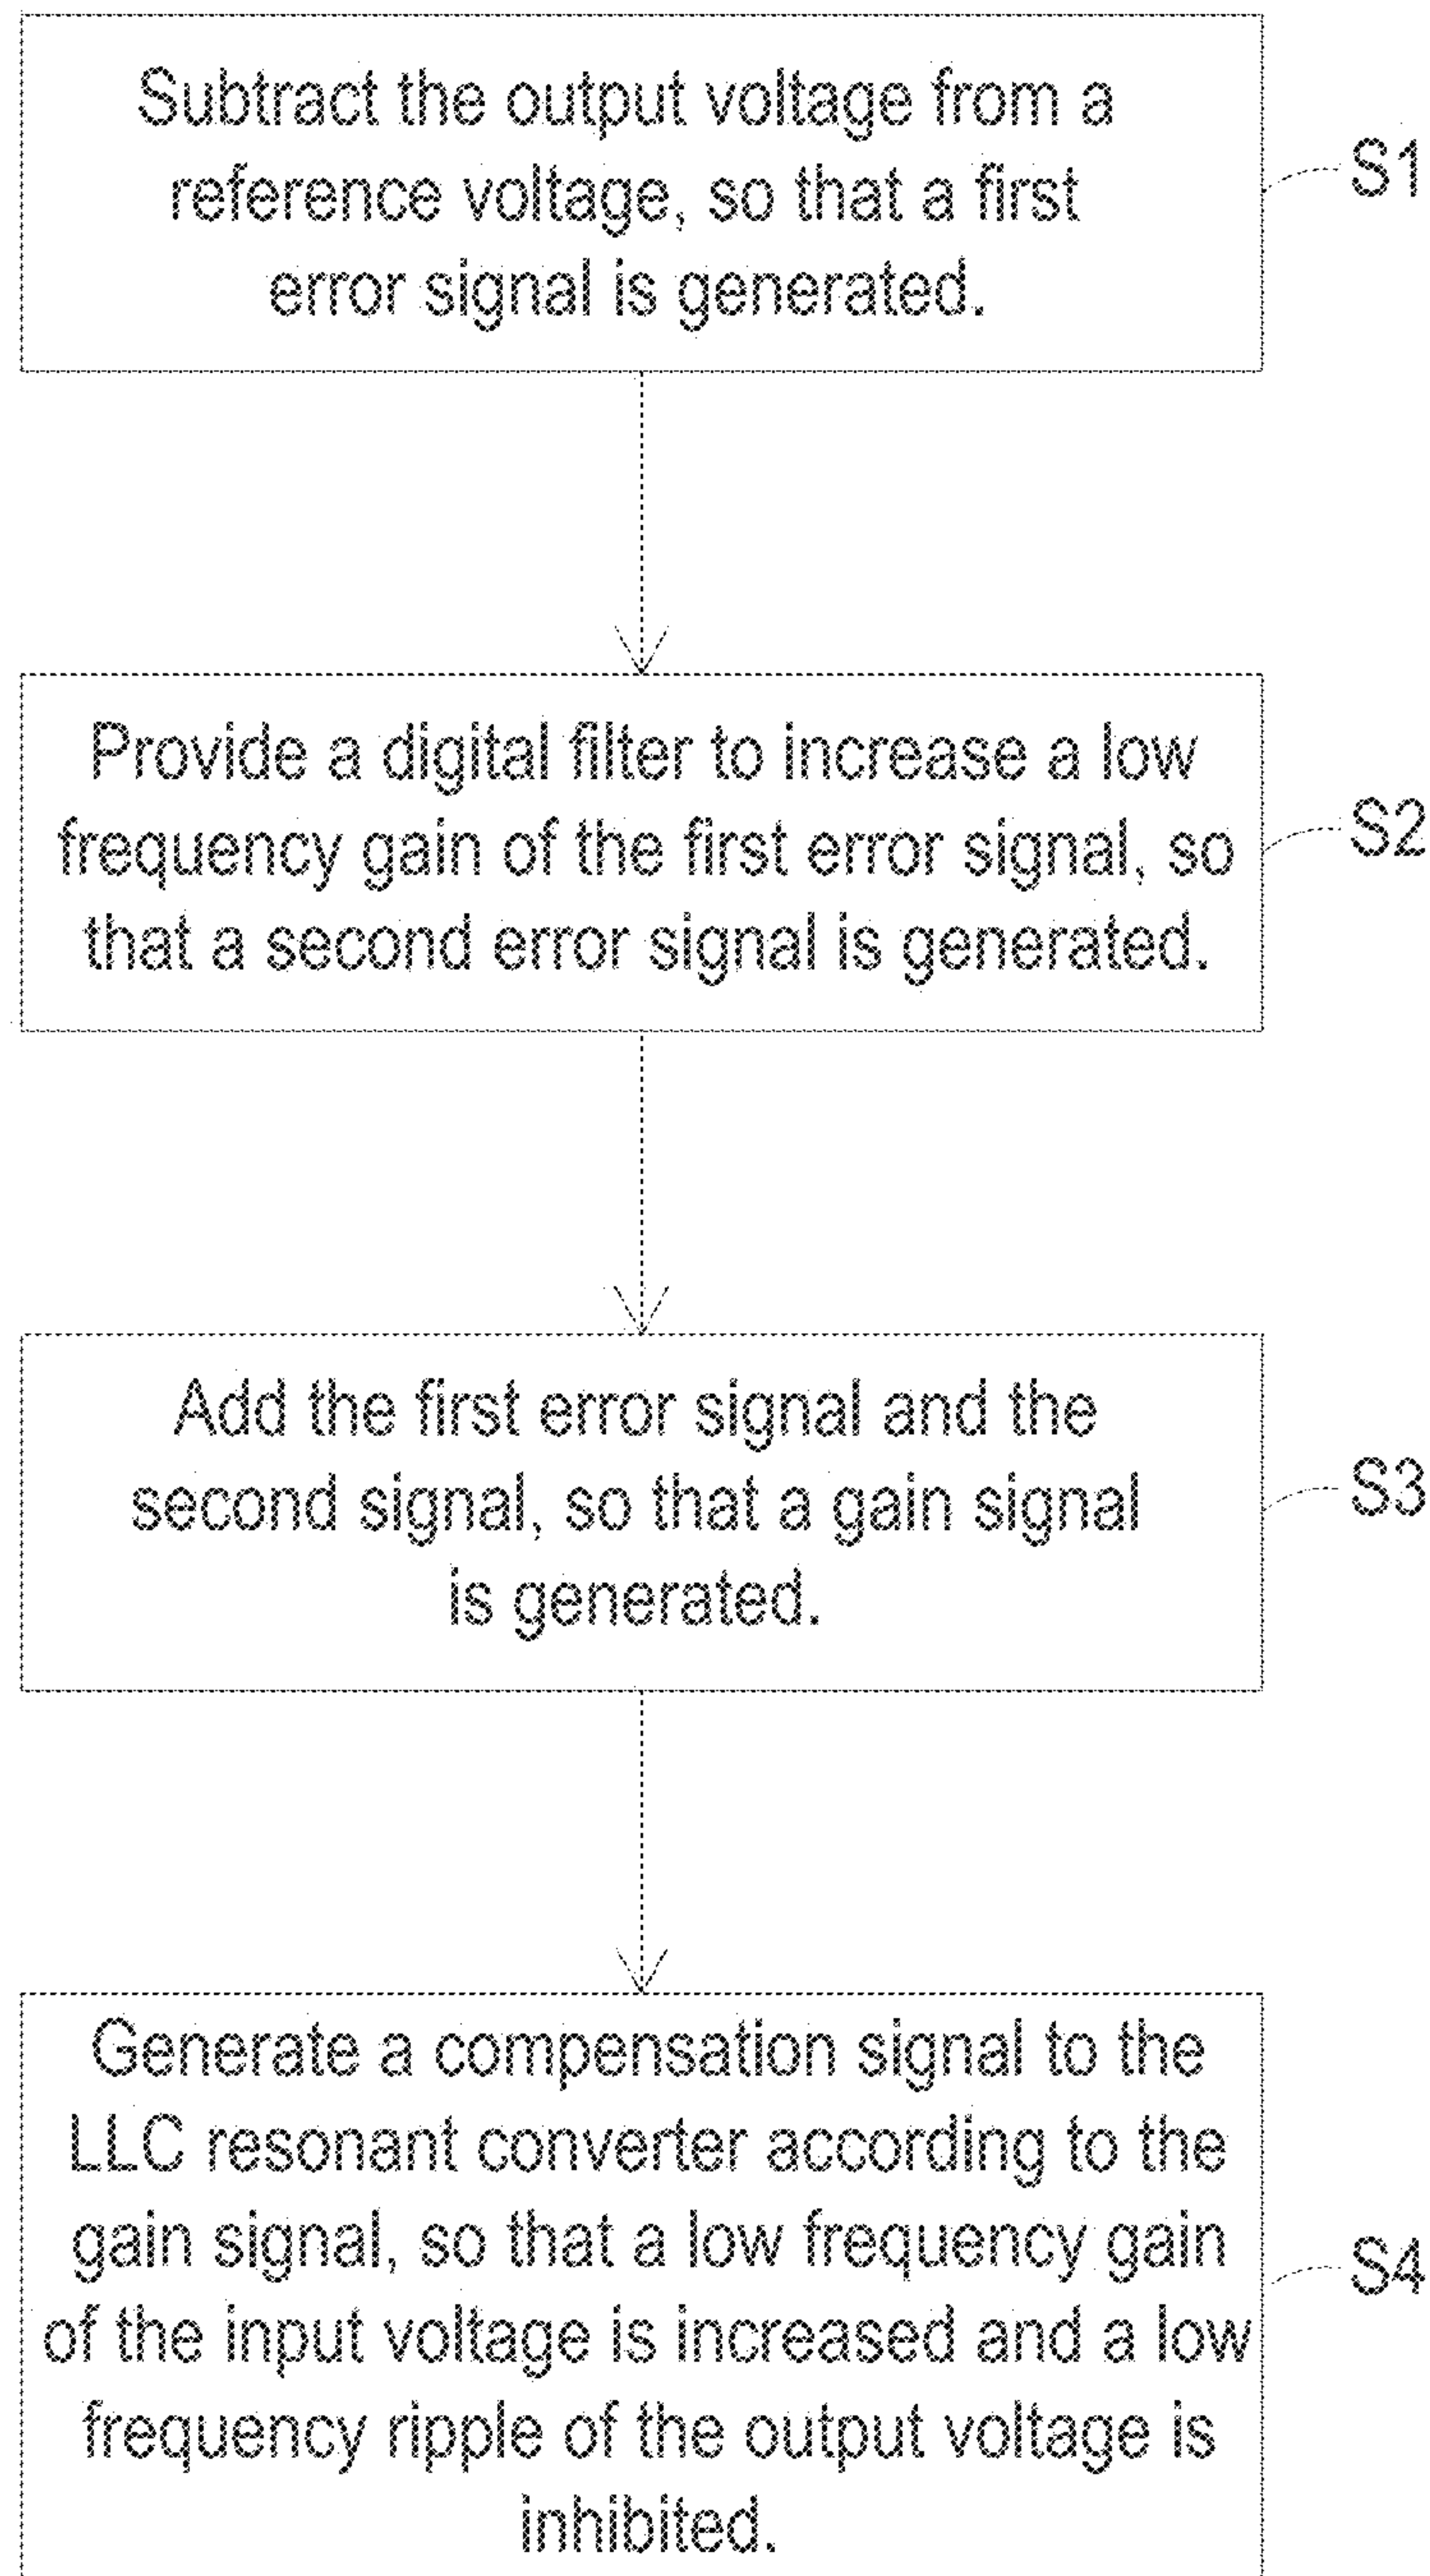 Subtract the output voltage from a
reference voltage, so that a first
error signal is generated.
S1
Provide a digital filter to increase a low
frequency gain of the first error signal, so
that a second error signal is generated.
S2
Add the first error signal and the
second signal, so that a gain signal
is generated.
S3
Generate a compensation signal to the
LLC resonant converter according to the
gain signal, so that a low frequency gain
of the input voltage is increased and a low
frequency ripple of the output voltage is
inhibited.
S4